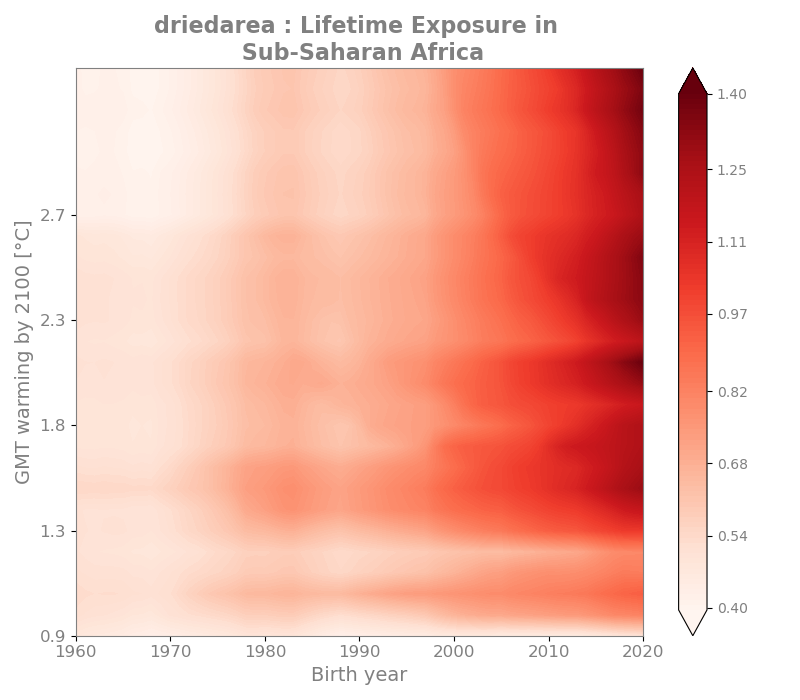 driedarea : Lifetime Exposure in
Sub-Saharan Africa
GMT warming by 2100 [°C]
2.7
2.3
1.8
1.3
0.9
1960 1970 1980 1990 2000 2010 2020
Birth year
1.40
1.25
1.11
0.97
0.82
0.68
0.54
0.40